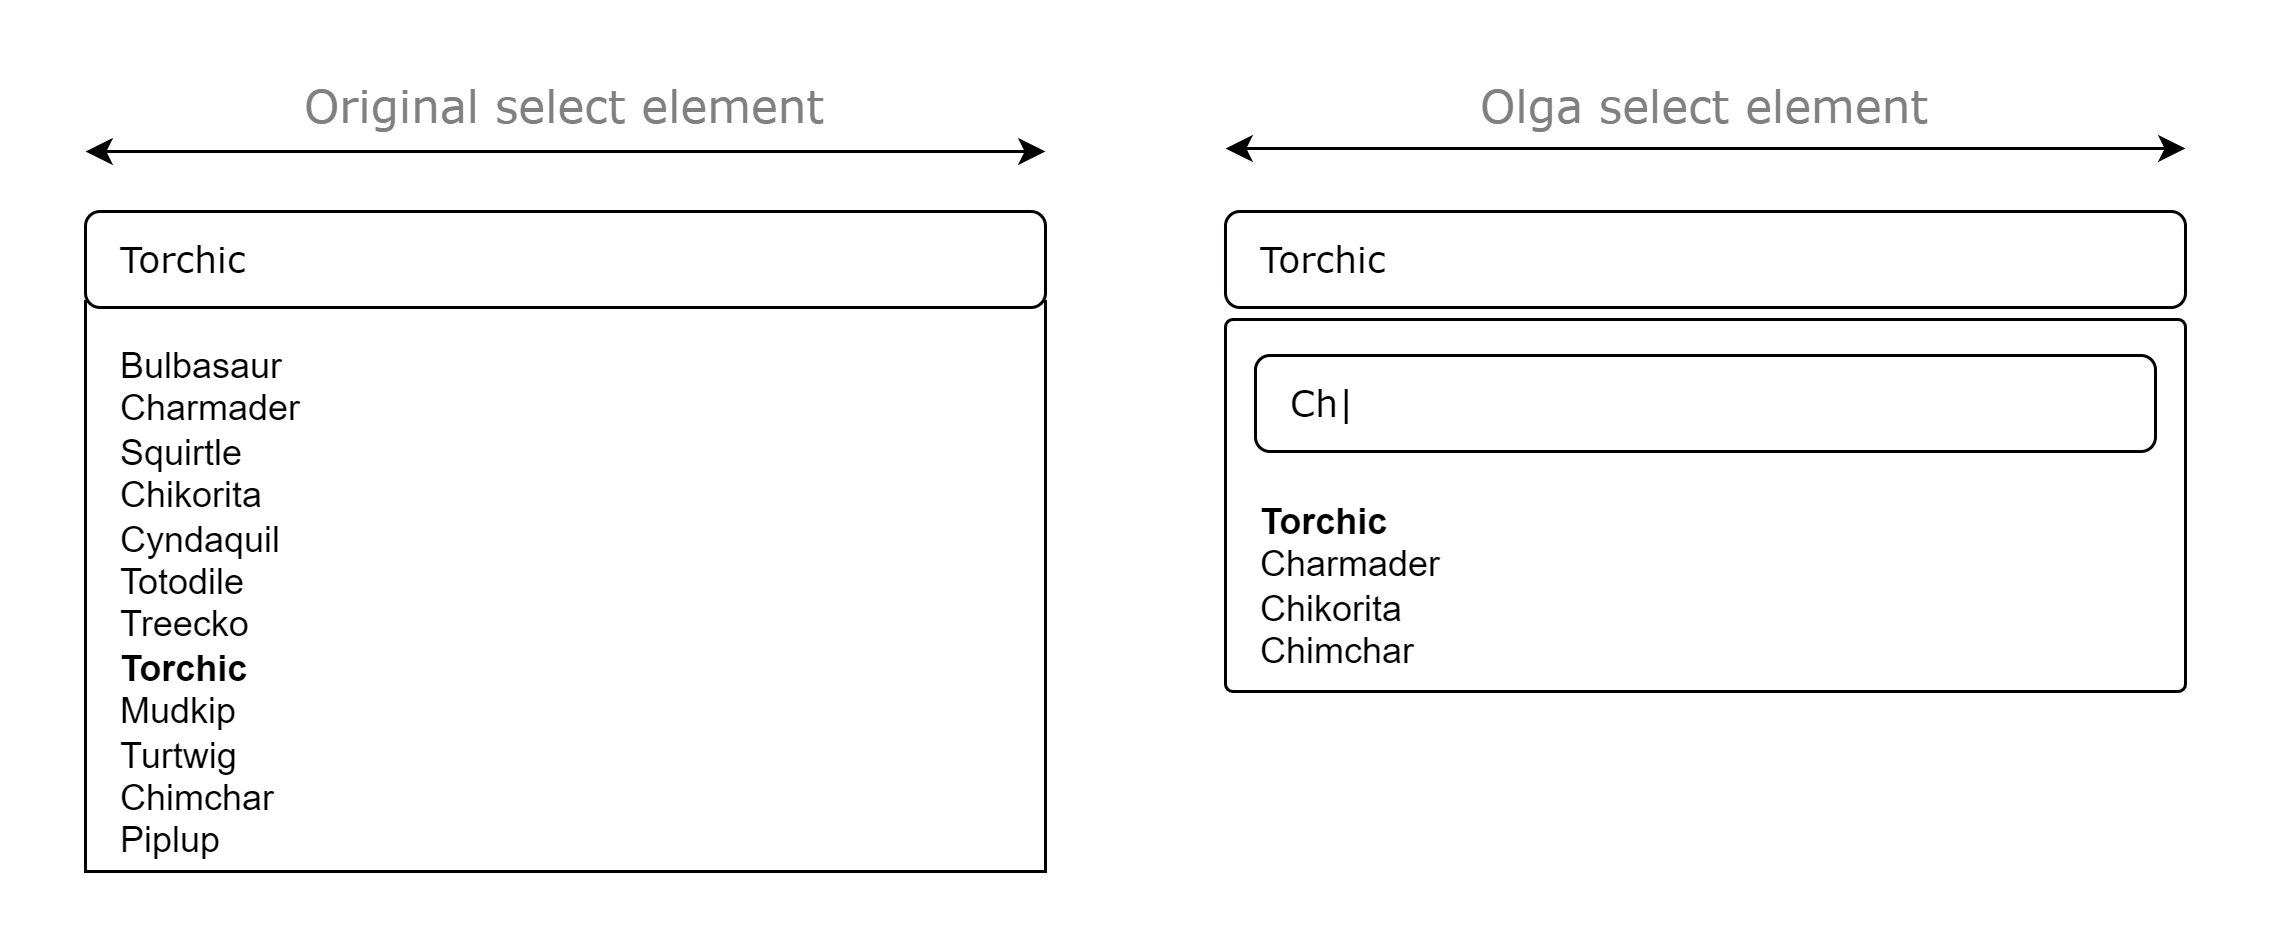 Original select element
Torchic
Bulbasaur
Charmader
Squirtle
Chikorita
Cyndaquil
Totodile
Treecko
Torchic
Mudkip
Turtwig
Chimchar
Piplup
Olga select element
Torchic
Ch|
Torchic
Charmader
Chikorita
Chimchar